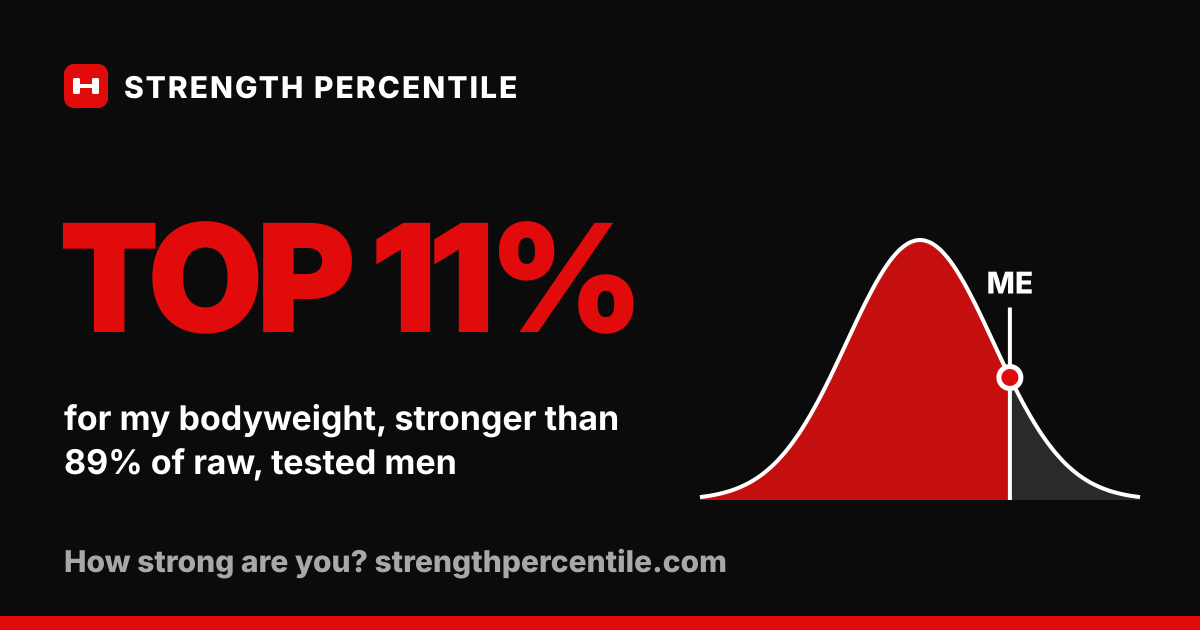 STRENGTH PERCENTILE
TOP 11%
ME
for my bodyweight, stronger than
89% of raw, tested men
How strong are you? strengthpercentile.com